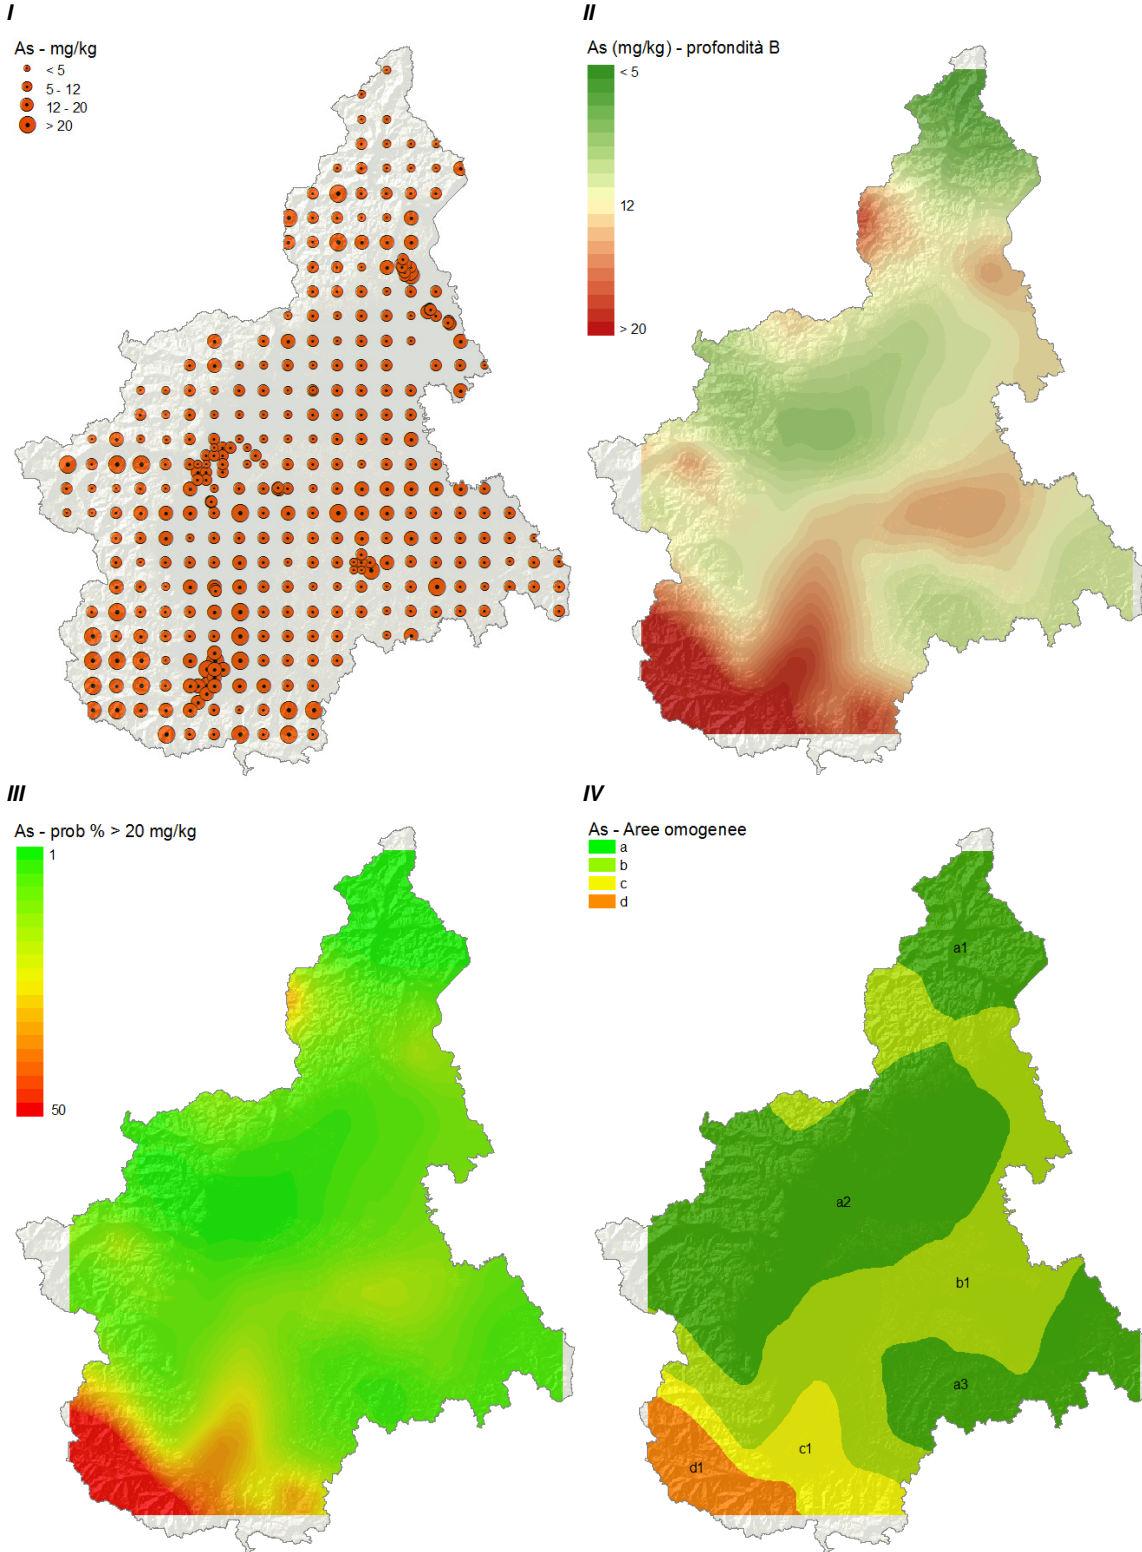 I
As - mg/kg
< 5
5 - 12
12 - 20
> 20
II
As (mg/kg) - profondità B
< 5
12
> 20
III
As - prob % > 20 mg/kg
1
50
IV
As - Aree omogenee
a
b
c
d
a1
a2
b1
a3
c1
d1